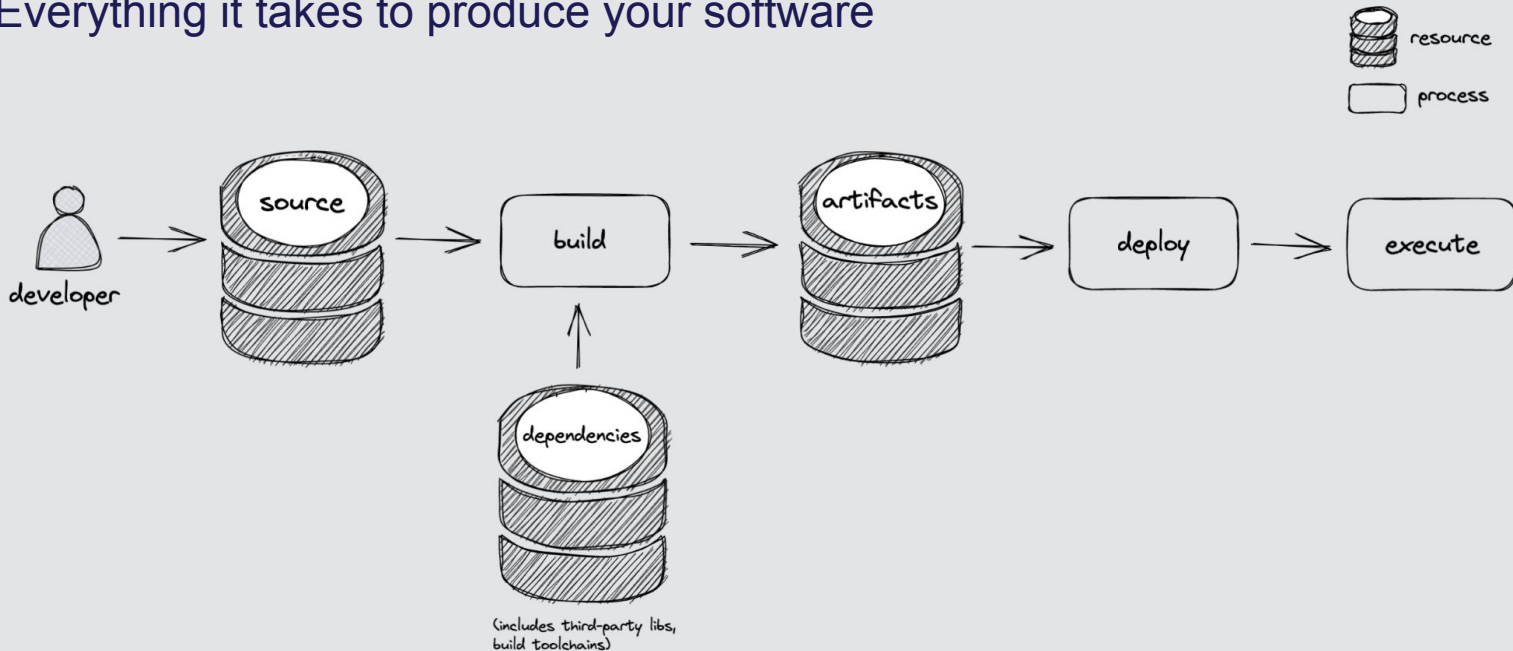 Everything it takes to produce your software
resource
process
source
build
artifacts
deploy
execute
developer
dependencies
(includes third-party libs,
build toolchains)